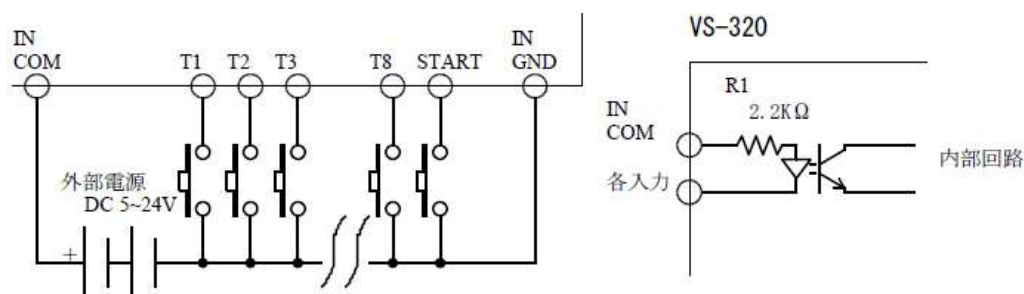 IN
COM
T1
T2
T3
T8
START
IN
GND
外部電源
DC 5~24V
+
VS-320
R1
2.2KΩ
IN
COM
各入力
内部回路